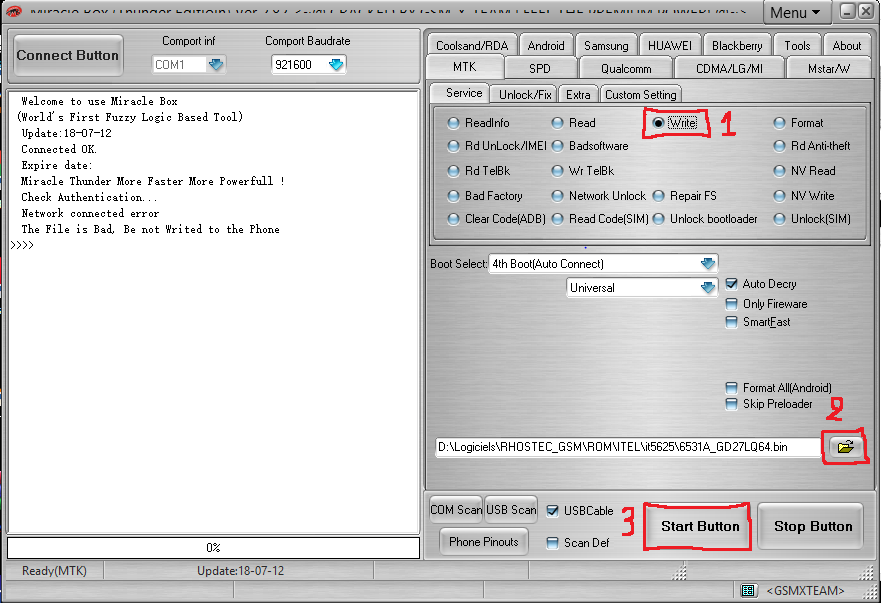 Menu
Connect Button
Comport inf
Comport Baudrate
COM1
921600
Coolsand/RDA Android Samsung HUAWEI Blackberry Tools About
MTK SPD Qualcomm CDMA/LG/MI Mstar/W
Service Unlock/Fix Extra Custom Setting
ReadInfo Read Write 1 Format
Rd UnLock/IMEI Badsoftware Rd Anti-theft
Rd TelBk Wr TelBk NV Read
Bad Factory Network Unlock Repair FS NV Write
Clear Code(ADB) Read Code(SIM) Unlock bootloader Unlock(SIM)
Welcome to use Miracle Box
(World's First Fuzzy Logic Based Tool)
Update:18-07-12
Connected OK.
Expire date:
Miracle Thunder More Faster More Powerfull !
Check Authentication...
Network connected error
The File is Bad, Be not Writed to the Phone
>>>>
Boot Select: 4th Boot(Auto Connect)
Universal
Auto Decry
Only Fireware
SmartFast
Format All(Android)
Skip Preloader
2
D:\Logiciels\RHOSTEC_GSM\ROM\ITEL\it5625\6531A_GD27LQ64.bin
COM Scan USB Scan USBCable
3
Start Button Stop Button
Phone Pinouts Scan Def
0%
Ready(MTK) Update:18-07-12
<GSMXTEAM>